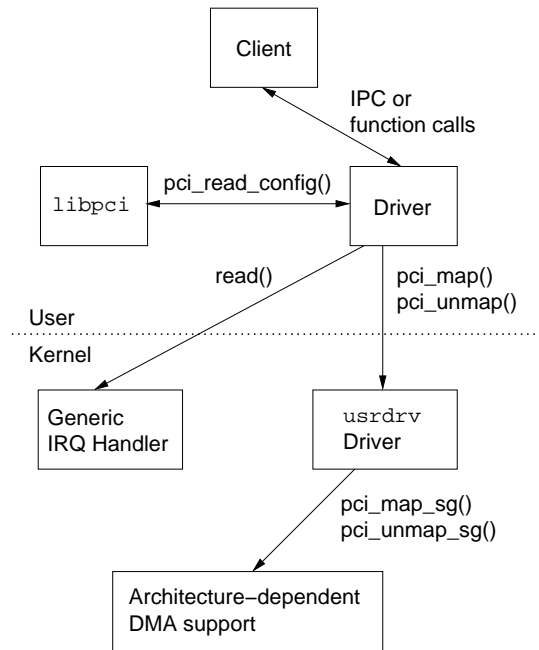 Client
IPC or
function calls
pci_read_config()
libpci
Driver
read()
pci_map()
pci_unmap()
User
Kernel
Generic
IRQ Handler
usrdrv
Driver
pci_map_sg()
pci_unmap_sg()
Architecture−dependent
DMA support